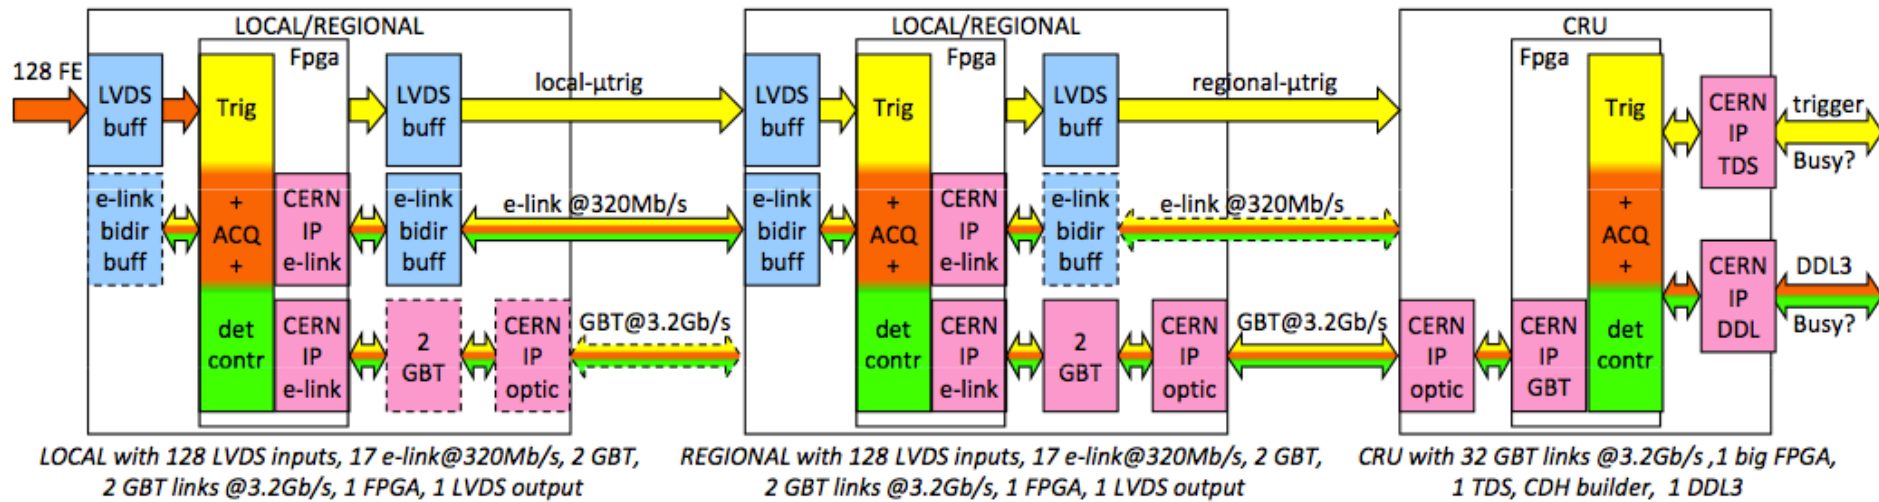 LOCAL/REGIONAL
128 FE
LVDS
buff
Fpga
Trig
+
ACQ
+
det
contr
LVDS
buff
local-μtrig
e-link
bidir
buff
CERN
IP
e-link
e-link
bidir
buff
e-link @320Mb/s
CERN
IP
e-link
2
GBT
CERN
IP
optic
GBT@3.2Gb/s
LOCAL with 128 LVDS inputs, 17 e-link@320Mb/s, 2 GBT,
2 GBT links @3.2Gb/s, 1 FPGA, 1 LVDS output
LOCAL/REGIONAL
LVDS
buff
Fpga
Trig
+
ACQ
+
det
contr
LVDS
buff
regional-μtrig
e-link
bidir
buff
CERN
IP
e-link
e-link
bidir
buff
e-link @320Mb/s
CERN
IP
e-link
2
GBT
CERN
IP
optic
GBT@3.2Gb/s
REGIONAL with 128 LVDS inputs, 17 e-link@320Mb/s, 2 GBT,
2 GBT links @3.2Gb/s, 1 FPGA, 1 LVDS output
CRU
Fpga
Trig
+
ACQ
+
det
contr
CERN
IP
TDS
trigger
Busy?
CERN
IP
DDL
DDL3
Busy?
CERN
IP
optic
CERN
IP
GBT
CRU with 32 GBT links @3.2Gb/s ,1 big FPGA,
1 TDS, CDH builder, 1 DDL3